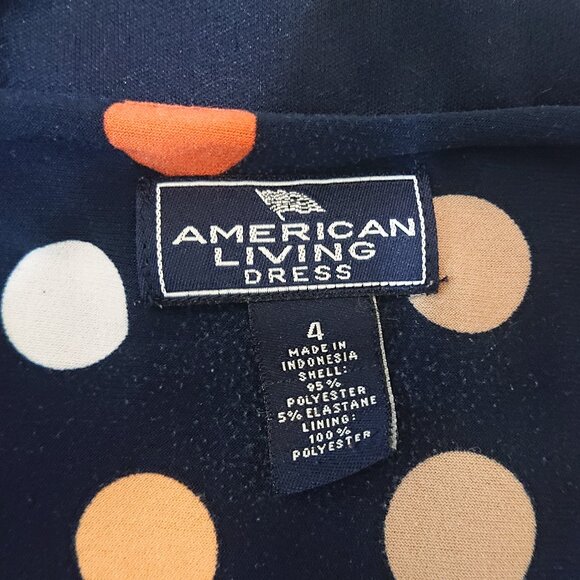 AMERICAN
LIVING
DRESS
4
MADE IN
INDONESIA
SHELL:
95%
POLYESTER
5% ELASTANE
LINING:
100%
POLYESTER